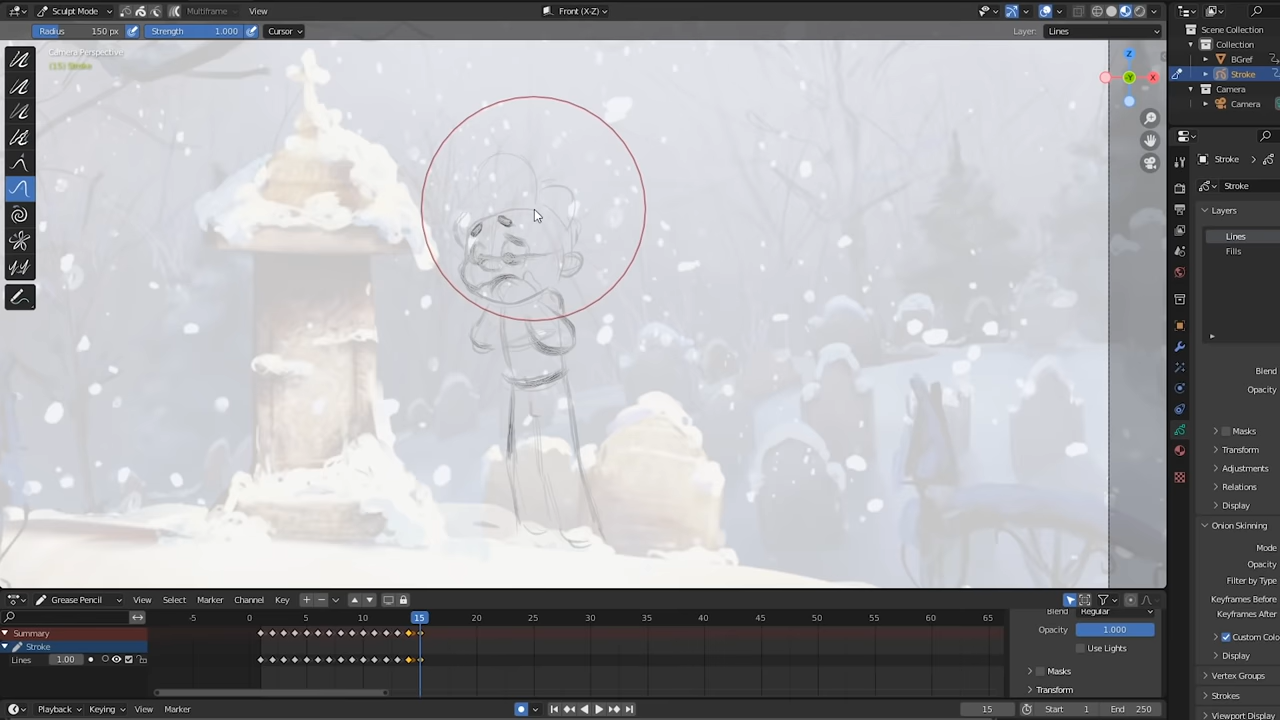 Sculpt Mode
Multiframe
View
Front (X-Z)
Radius 150 px
Strength 1.000
Cursor
Layer: Lines
Camera Perspective
(15) Stroke
Z
Y
X
Scene Collection
Collection
BGref
Stroke
Camera
Camera
Stroke
Stroke
Layers
Lines
Fills
Blend
Opacity
Masks
Transform
Adjustments
Relations
Display
Onion Skinning
Mode
Opacity
Filter by Type
Keyframes Before
Keyframes After
Custom Colo
Display
Vertex Groups
Strokes
Viewport Display
Grease Pencil
View
Select
Marker
Channel
Key
-5 0 5 10 15 20 25 30 35 40 45 50 55 60 65
Summary
Stroke
Lines 1.00
Blend Regular
Opacity 1.000
Use Lights
Masks
Transform
Playback
Keying
View
Marker
15
Start 1
End 250